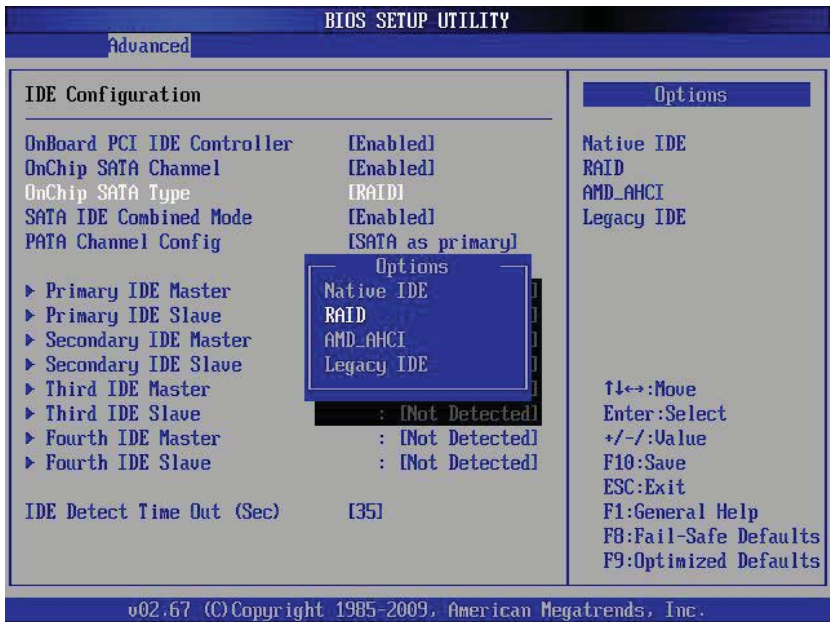 BIOS SETUP UTILITY
Advanced
IDE Configuration
OnBoard PCI IDE Controller [Enabled]
OnChip SATA Channel [Enabled]
OnChip SATA Type [RAID]
SATA IDE Combined Mode [Enabled]
PATA Channel Config [SATA as primary]
▶ Primary IDE Master
▶ Primary IDE Slave
▶ Secondary IDE Master
▶ Secondary IDE Slave
▶ Third IDE Master
▶ Third IDE Slave : [Not Detected]
▶ Fourth IDE Master : [Not Detected]
▶ Fourth IDE Slave : [Not Detected]
IDE Detect Time Out (Sec) [35]
Options
Native IDE
RAID
AMD_AHCI
Legacy IDE
Options
Native IDE
RAID
AMD_AHCI
Legacy IDE
↑↓←→:Move
Enter:Select
+/-/:Value
F10:Save
ESC:Exit
F1:General Help
F8:Fail-Safe Defaults
F9:Optimized Defaults
v02.67 (C)Copyright 1985-2009, American Megatrends, Inc.